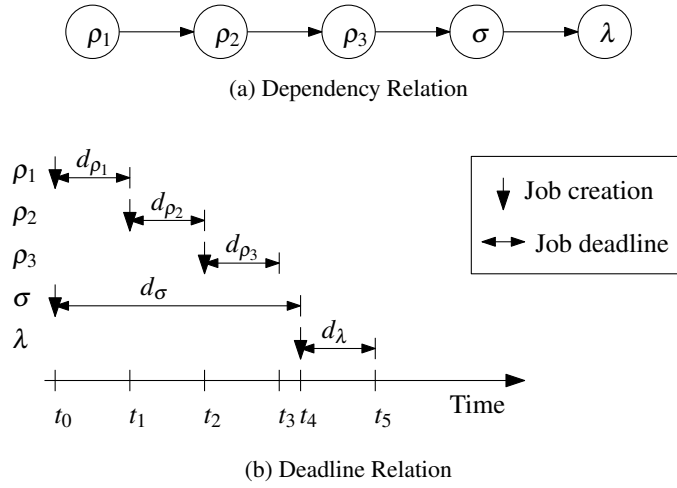 ρ1 ρ2 ρ3 σ λ
(a) Dependency Relation
ρ1 dρ1
ρ2 dρ2
ρ3 dρ3
σ dσ
λ dλ
Job creation
Job deadline
t0 t1 t2 t3 t4 t5 Time
(b) Deadline Relation